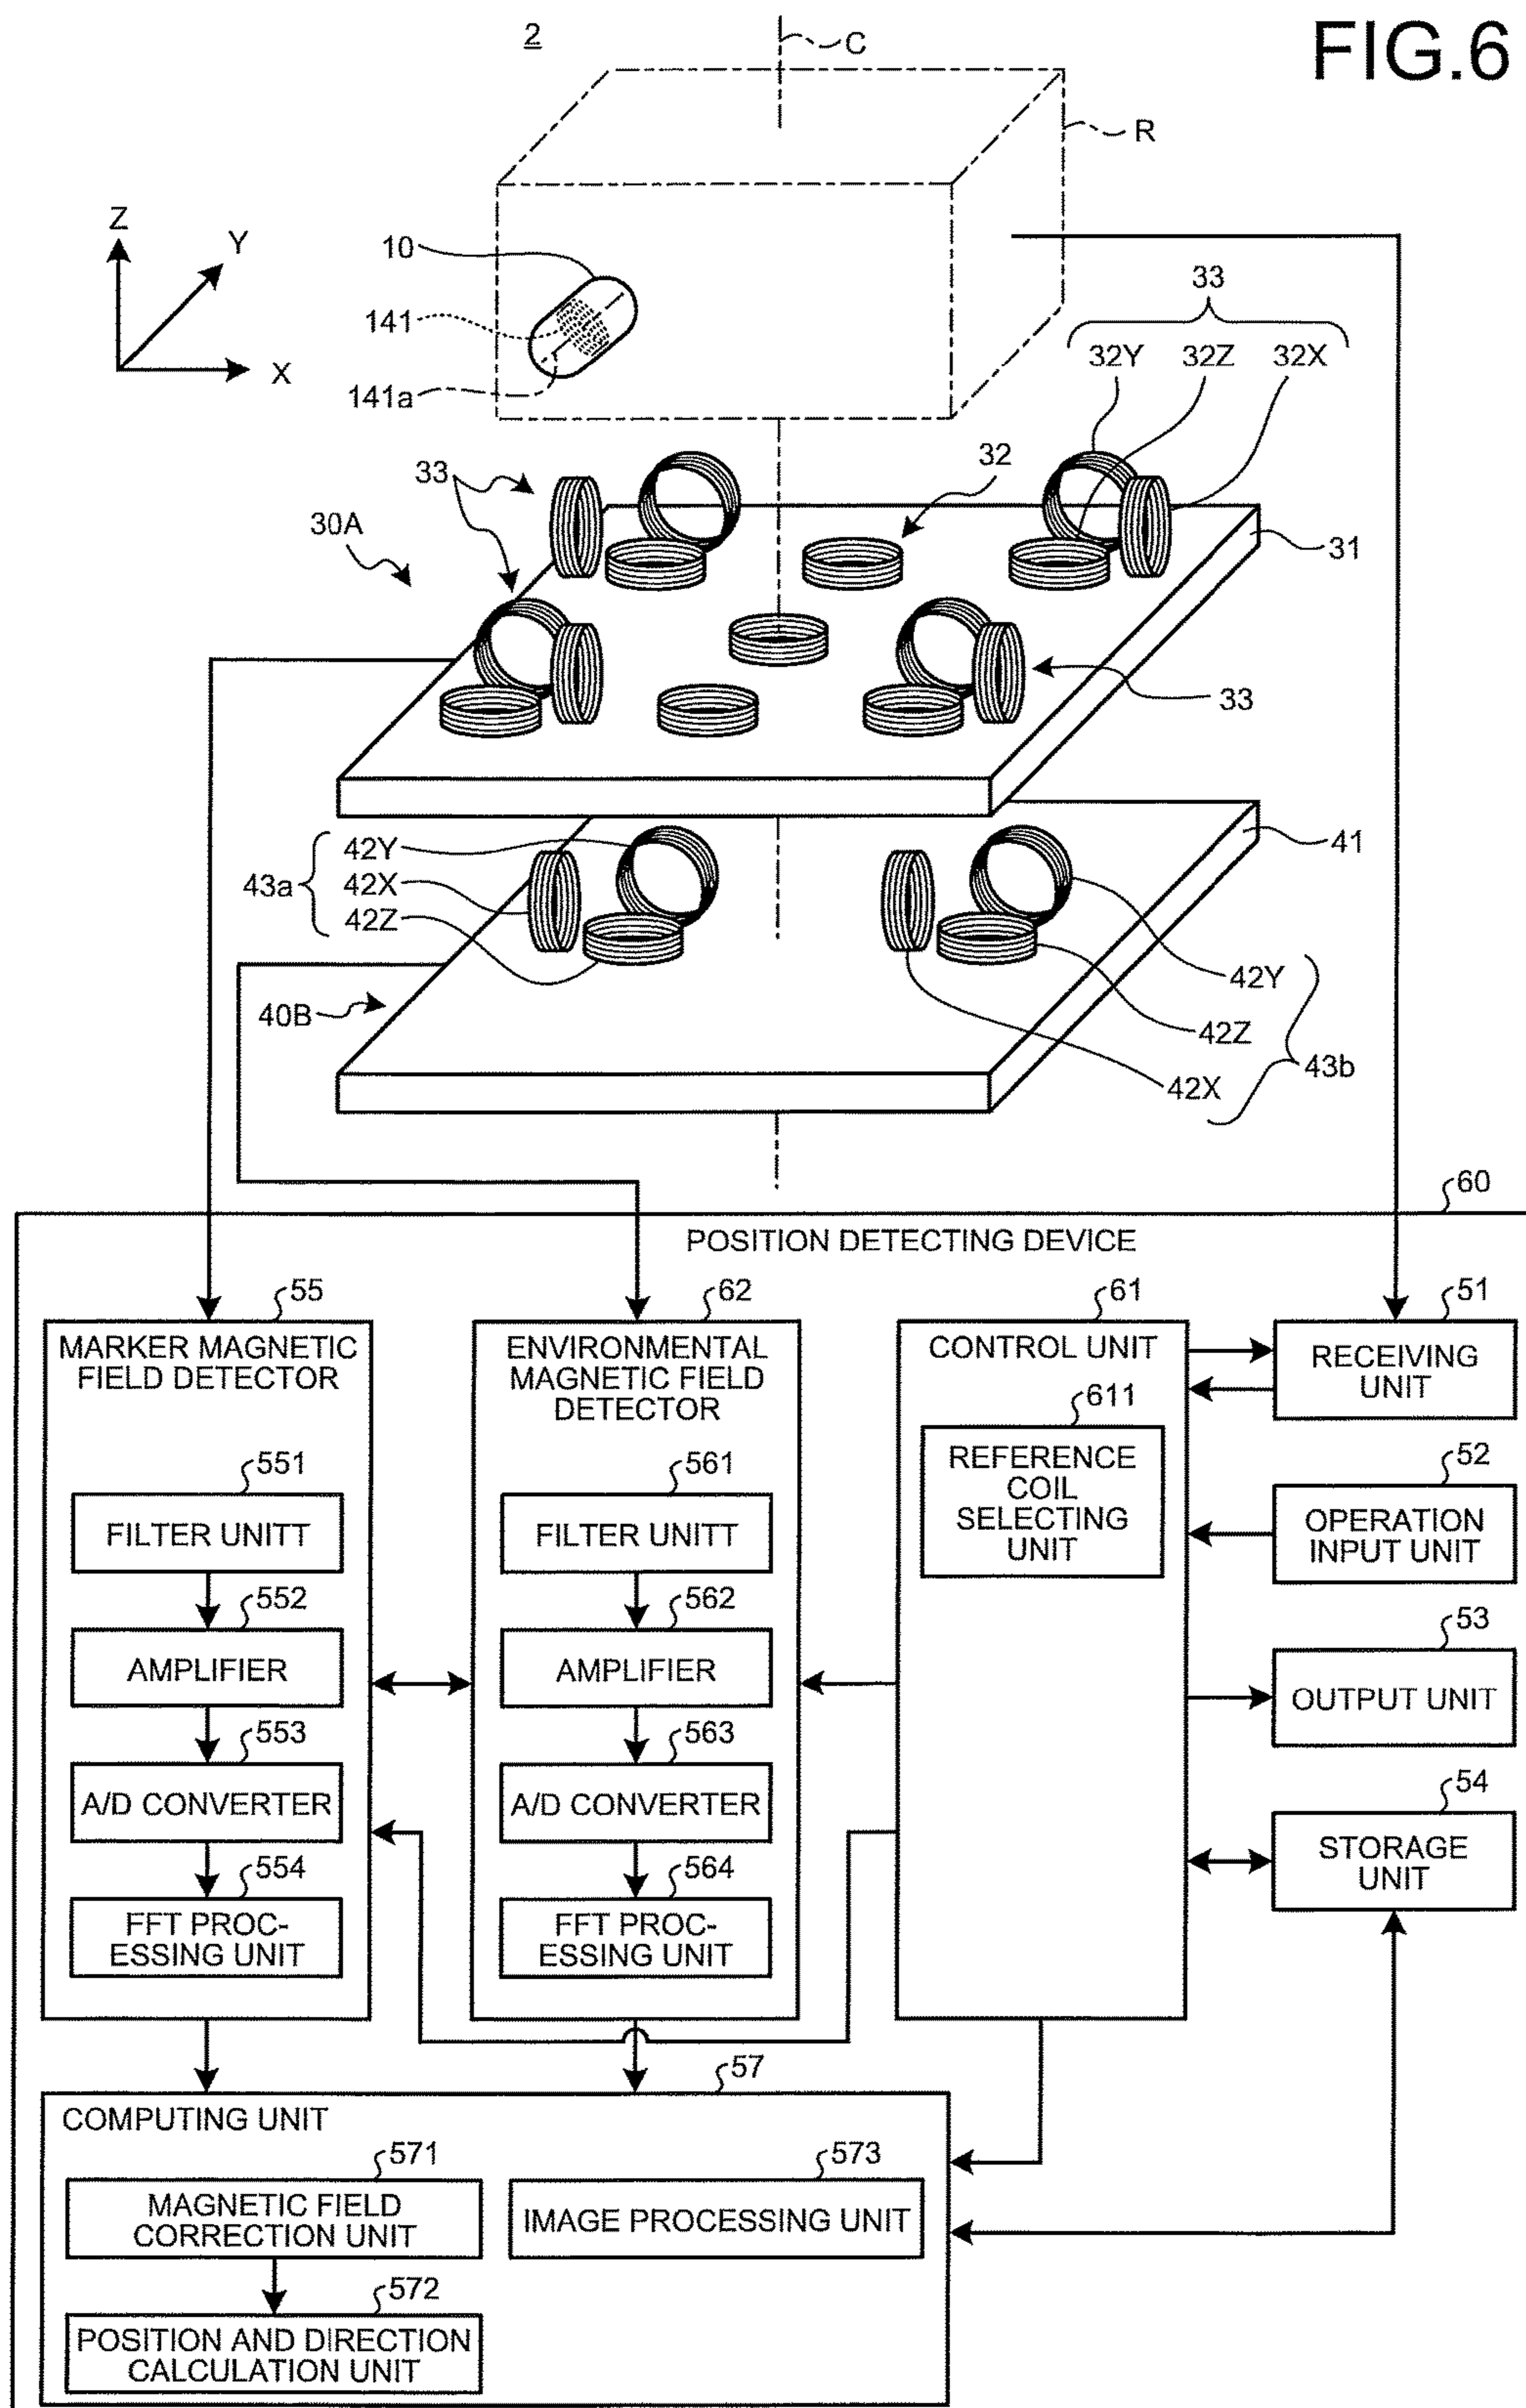 FIG.6
2
C
R
Z
Y
X
10
141
141a
33
32Y
32Z
32X
33
32
30A
31
33
43a
42Y
42X
42Z
41
40B
42Y
42Z
42X
43b
60
POSITION DETECTING DEVICE
55
MARKER MAGNETIC
FIELD DETECTOR
551
FILTER UNITT
552
AMPLIFIER
553
A/D CONVERTER
554
FFT PROC-
ESSING UNIT
62
ENVIRONMENTAL
MAGNETIC FIELD
DETECTOR
561
FILTER UNITT
562
AMPLIFIER
563
A/D CONVERTER
564
FFT PROC-
ESSING UNIT
61
CONTROL UNIT
611
REFERENCE
COIL
SELECTING
UNIT
51
RECEIVING
UNIT
52
OPERATION
INPUT UNIT
53
OUTPUT UNIT
54
STORAGE
UNIT
57
COMPUTING UNIT
571
MAGNETIC FIELD
CORRECTION UNIT
573
IMAGE PROCESSING UNIT
572
POSITION AND DIRECTION
CALCULATION UNIT